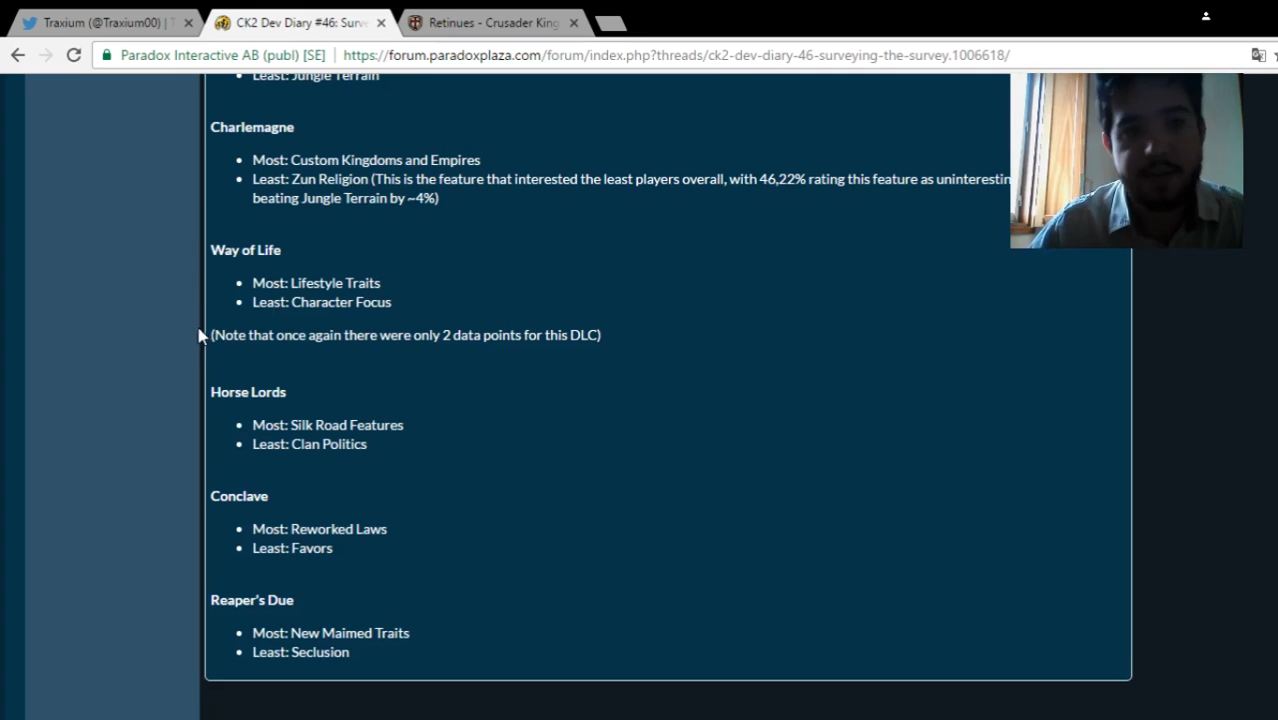 Traxium (@Traxium00) | T
CK2 Dev Diary #46: Surve
Retinues - Crusader King
Paradox Interactive AB (publ) [SE]
https://forum.paradoxplaza.com/forum/index.php?threads/ck2-dev-diary-46-surveying-the-survey.1006618/
Least: Jungle Terrain
Charlemagne
Most: Custom Kingdoms and Empires
Least: Zun Religion (This is the feature that interested the least players overall, with 46,22% rating this feature as uninterestin
beating Jungle Terrain by ~4%)
Way of Life
Most: Lifestyle Traits
Least: Character Focus
(Note that once again there were only 2 data points for this DLC)
Horse Lords
Most: Silk Road Features
Least: Clan Politics
Conclave
Most: Reworked Laws
Least: Favors
Reaper's Due
Most: New Maimed Traits
Least: Seclusion